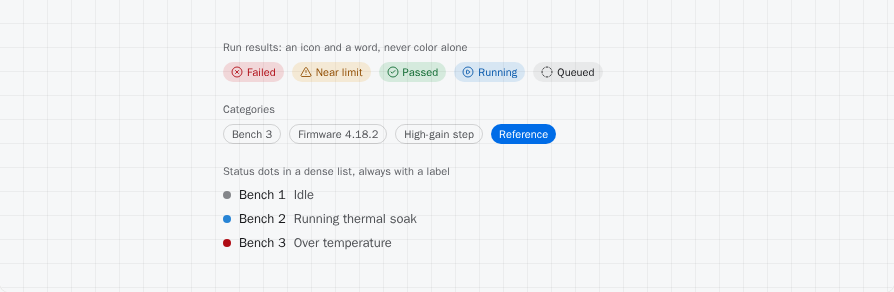 Run results: an icon and a word, never color alone
Failed Near limit Passed Running Queued
Categories
Bench 3 Firmware 4.18.2 High-gain step Reference
Status dots in a dense list, always with a label
Bench 1 Idle
Bench 2 Running thermal soak
Bench 3 Over temperature